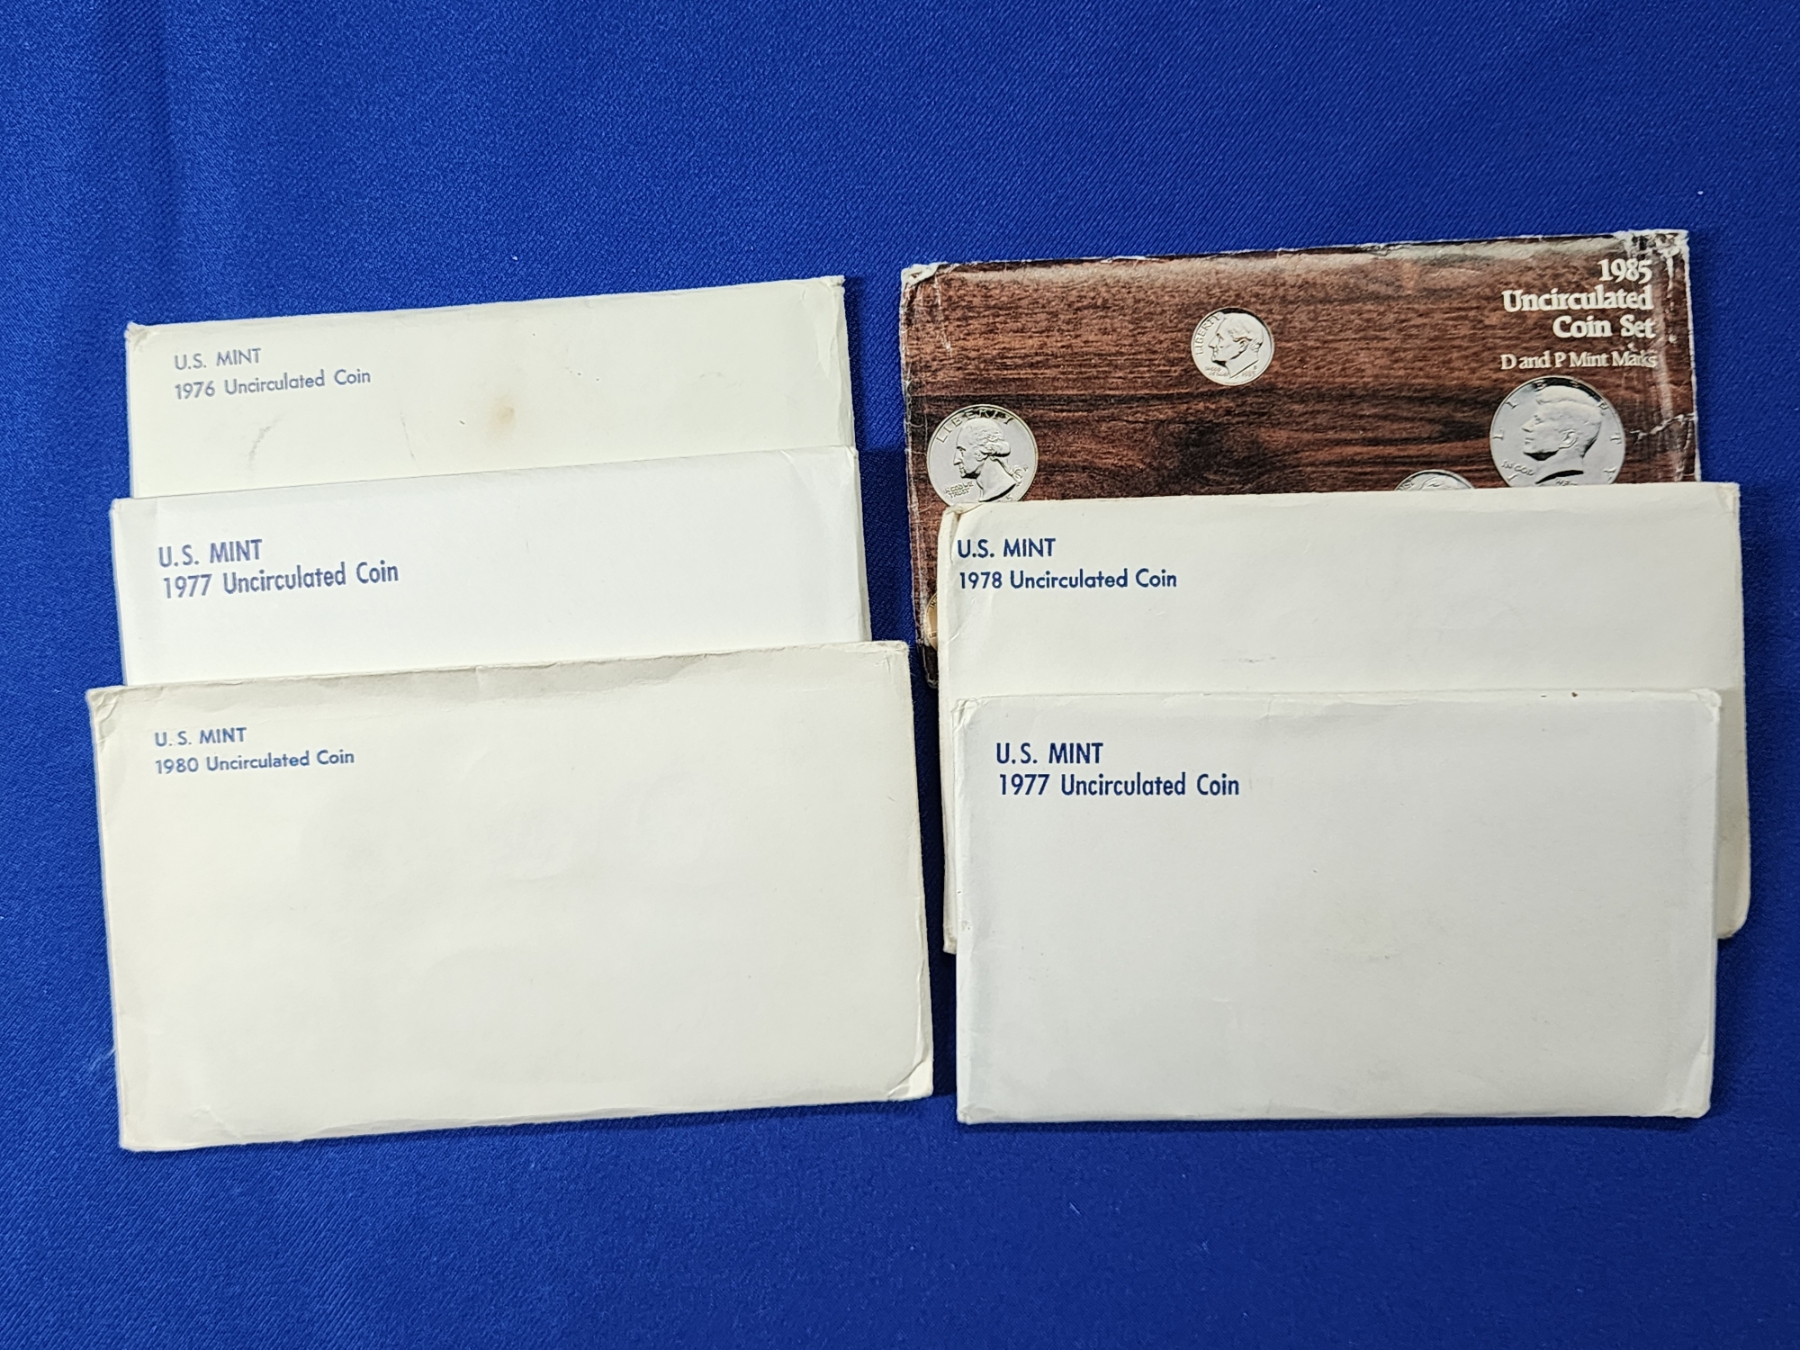 U.S. MINT
1976 Uncirculated Coin
U.S. MINT
1977 Uncirculated Coin
U.S. MINT
1980 Uncirculated Coin
1985
Uncirculated
Coin Set
D and P Mint Marks
LIBERTY
LIBERTY
U.S. MINT
1978 Uncirculated Coin
U.S. MINT
1977 Uncirculated Coin